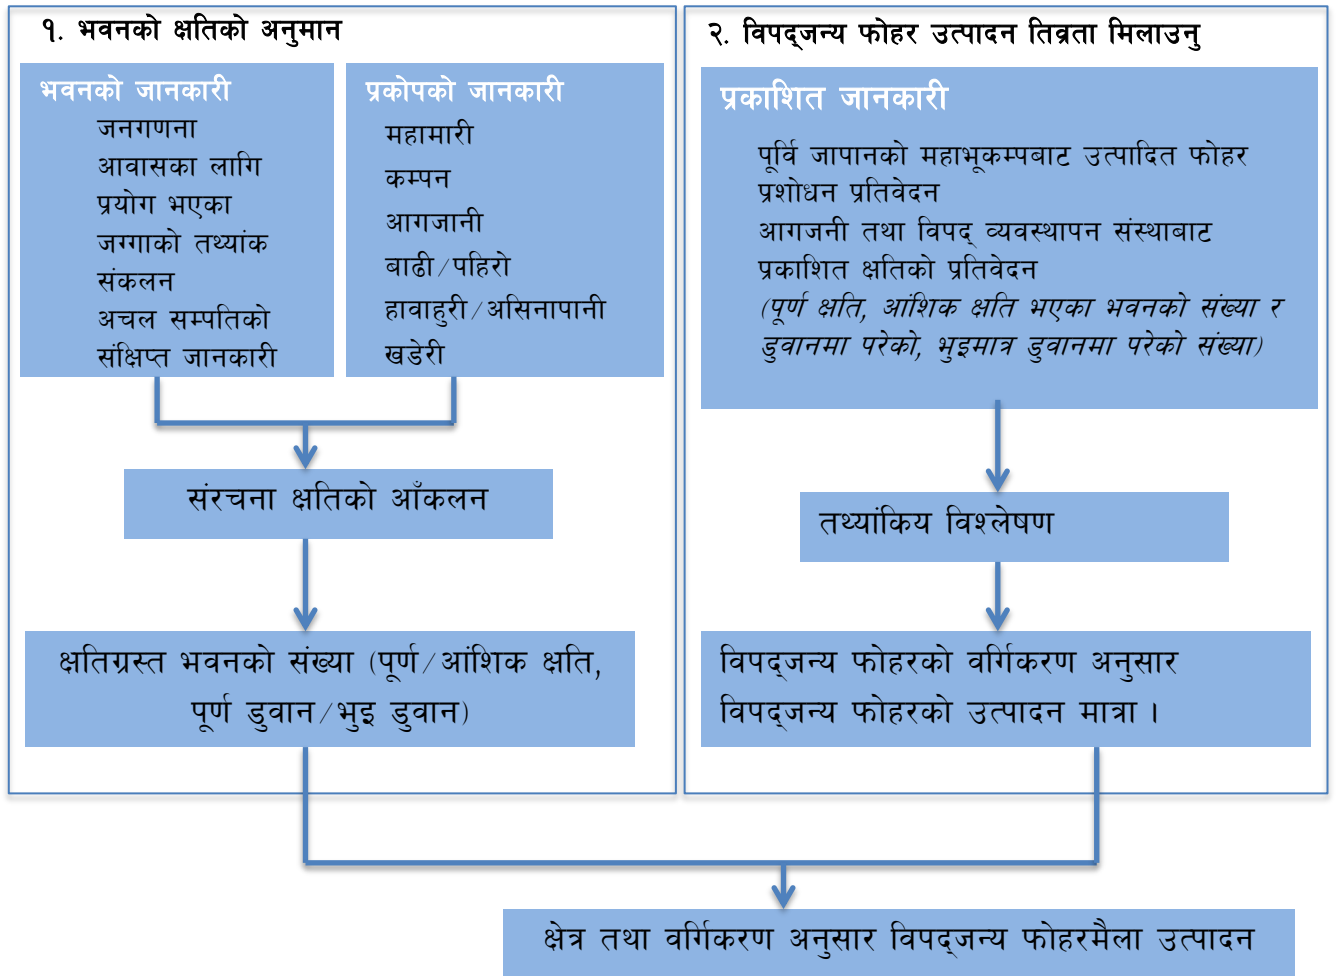 १. भवनको क्षतिको अनुमान
भवनको जानकारी
जनगणना
आवासका लागि
प्रयोग भएका
जग्गाको तथ्यांक
संकलन
अचल सम्पतिको
संक्षिप्त जानकारी
प्रकोपको जानकारी
महामारी
कम्पन
आगजानी
बाढी/पहिरो
हावाहुरी/असिनापानी
खडेरी
संरचना क्षतिको आँकलन
क्षतिग्रस्त भवनको संख्या (पूर्ण/आंशिक क्षति,
पूर्ण डुवान/भुइ डुवान)
२. विपद्जन्य फोहर उत्पादन तिव्रता मिलाउनु
प्रकाशित जानकारी
पूर्वि जापानको महाभूकम्पबाट उत्पादित फोहर
प्रशोधन प्रतिवेदन
आगजनी तथा विपद् व्यवस्थापन संस्थाबाट
प्रकाशित क्षतिको प्रतिवेदन
(पूर्ण क्षति, आंशिक क्षति भएका भवनको संख्या र
डुवानमा परेको, भुइमात्र डुवानमा परेको संख्या)
तथ्यांकिय विश्लेषण
विपद्जन्य फोहरको वर्गिकरण अनुसार
विपद्जन्य फोहरको उत्पादन मात्रा ।
क्षेत्र तथा वर्गिकरण अनुसार विपद्जन्य फोहरमैला उत्पादन